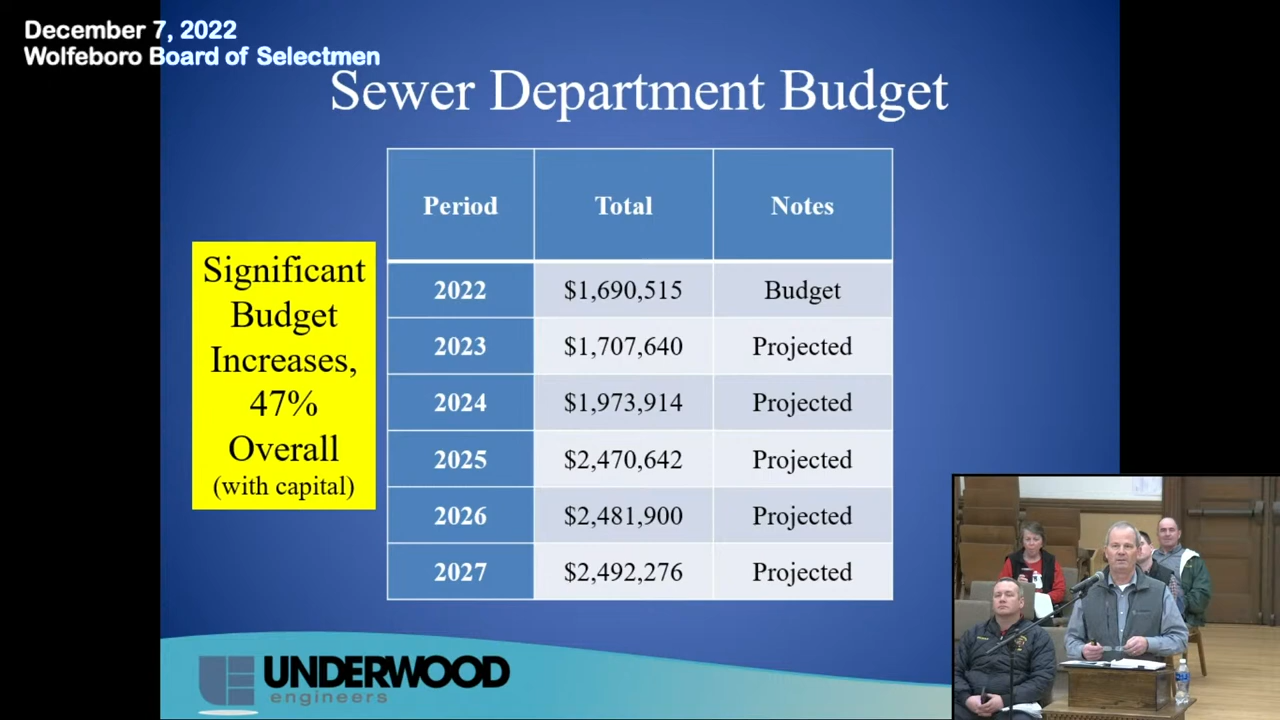 December 7, 2022
Wolfeboro Board of Selectmen
Sewer Department Budget
Period Total Notes
2022 $1,690,515 Budget
2023 $1,707,640 Projected
2024 $1,973,914 Projected
2025 $2,470,642 Projected
2026 $2,481,900 Projected
2027 $2,492,276 Projected
Significant
Budget
Increases,
47%
Overall
(with capital)
UNDERWOOD
engineers